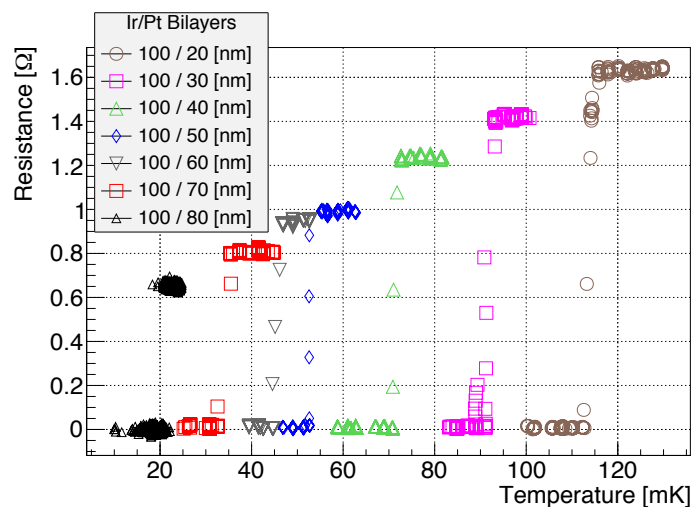 Ir/Pt Bilayers
100 / 20 [nm]
100 / 30 [nm]
100 / 40 [nm]
100 / 50 [nm]
100 / 60 [nm]
100 / 70 [nm]
100 / 80 [nm]
Resistance [Ω]
1.6
1.4
1.2
1
0.8
0.6
0.4
0.2
0
20 40 60 80 100 120
Temperature [mK]